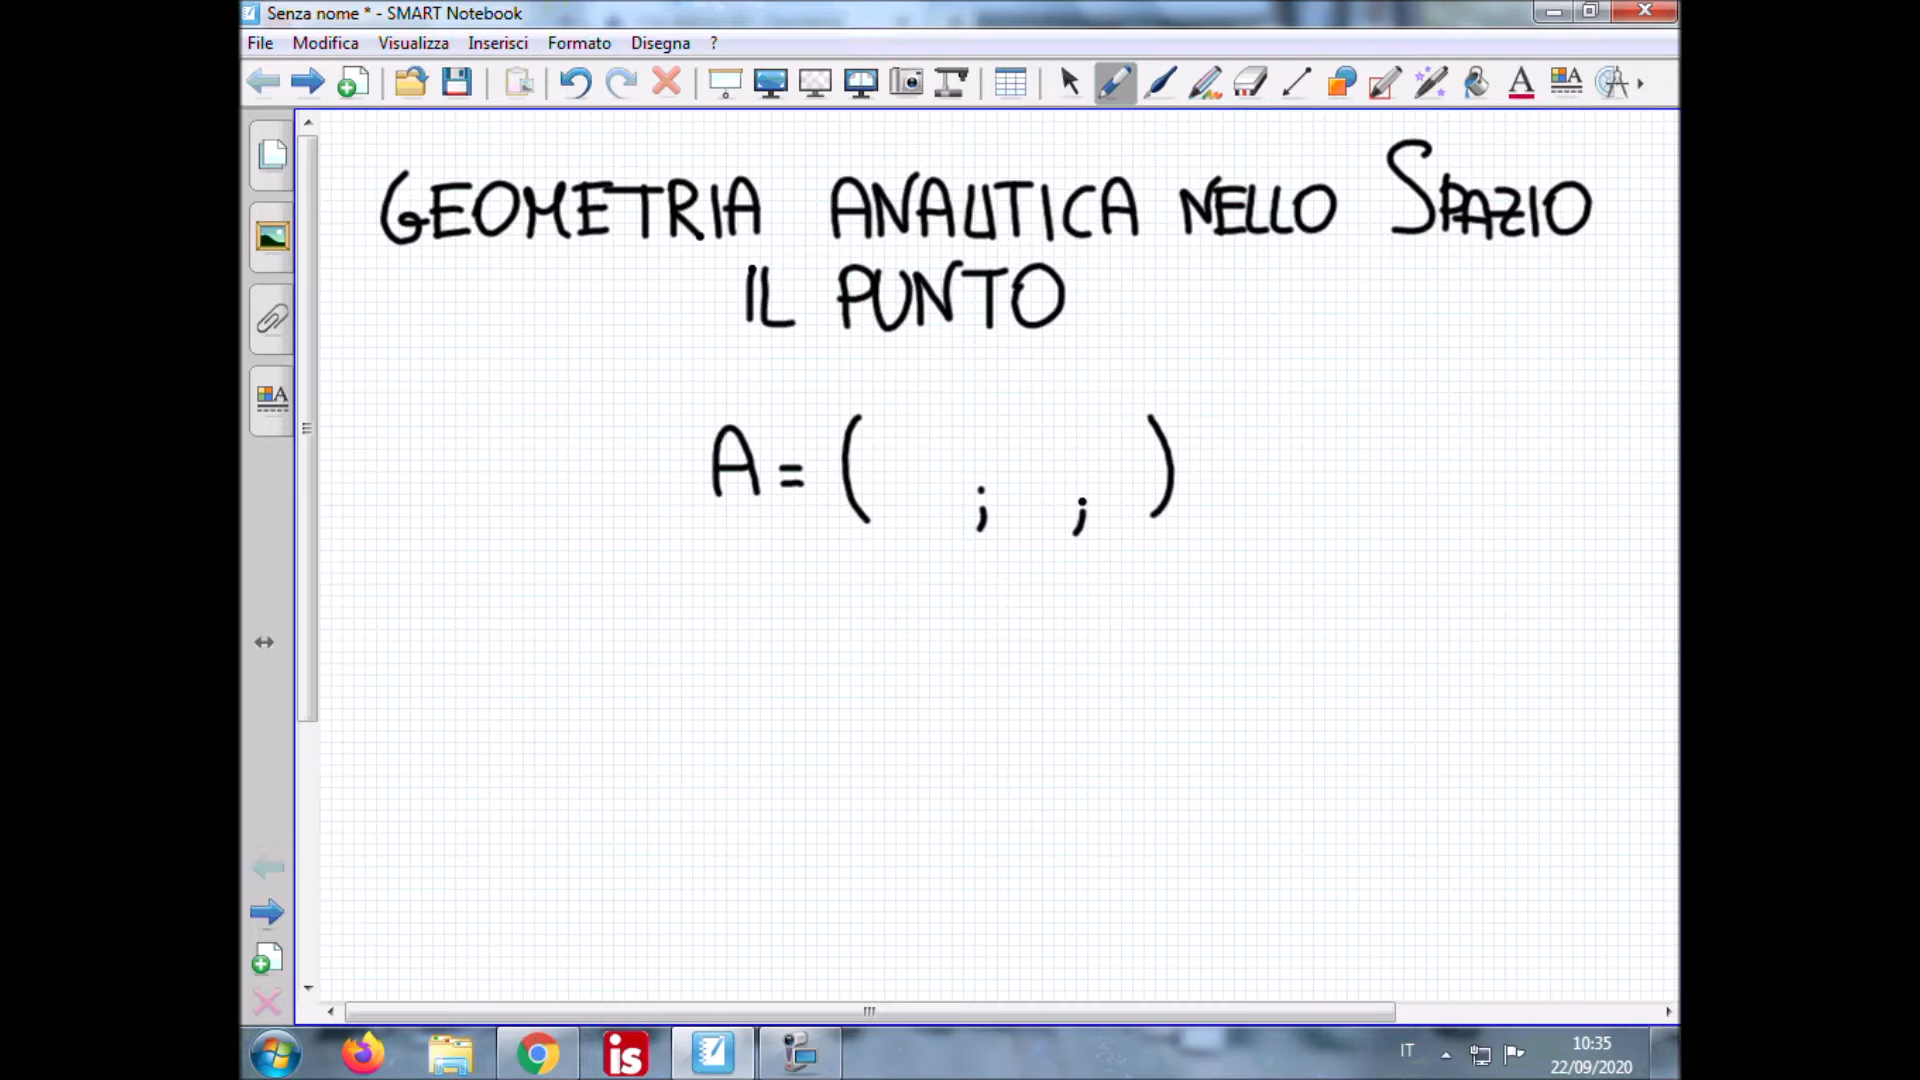 Senza nome * - SMART Notebook
File Modifica Visualizza Inserisci Formato Disegna ?
GEOMETRIA ANALITICA NELLO SPAZIO
IL PUNTO
A = ( ; ; )
IT
10:35
22/09/2020
is